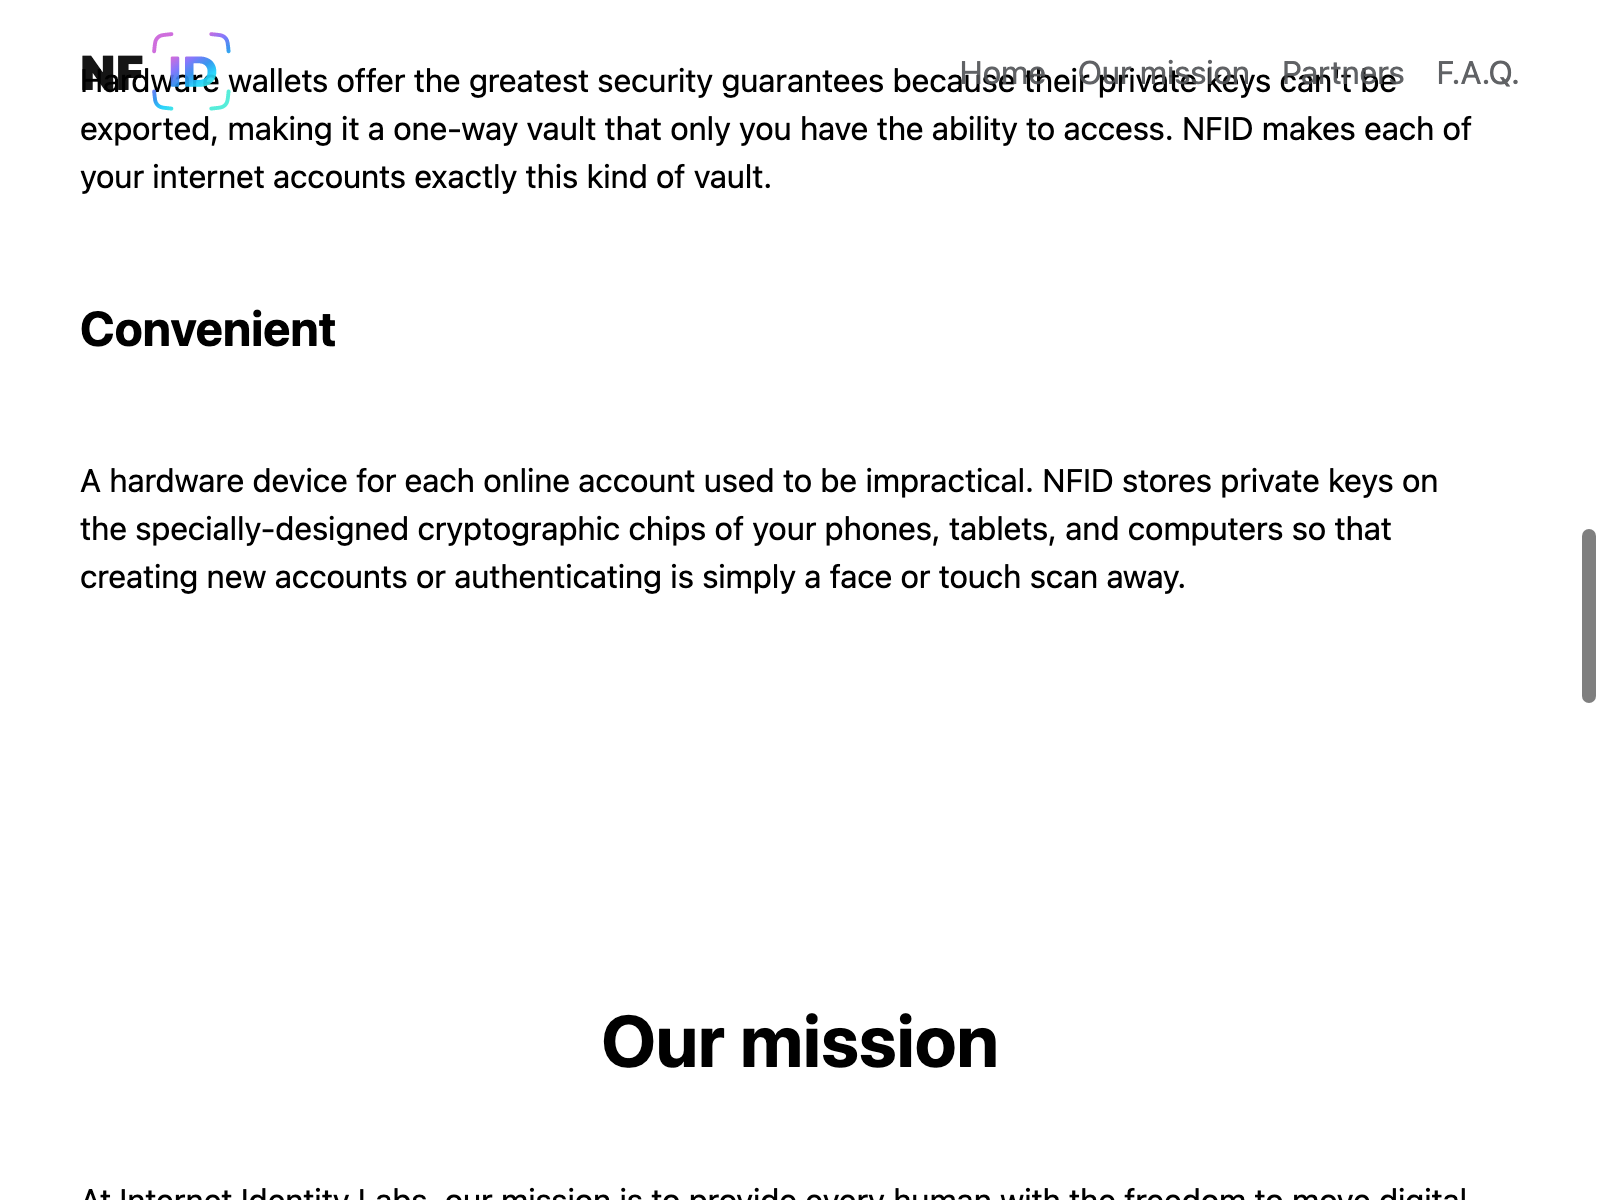 NFID
Home Our mission Partners F.A.Q.
Hardware wallets offer the greatest security guarantees because their private keys can't be
exported, making it a one-way vault that only you have the ability to access. NFID makes each of
your internet accounts exactly this kind of vault.
Convenient
A hardware device for each online account used to be impractical. NFID stores private keys on
the specially-designed cryptographic chips of your phones, tablets, and computers so that
creating new accounts or authenticating is simply a face or touch scan away.
Our mission
At Internet Identity Labs, our mission is to provide every human with the freedom to move digital